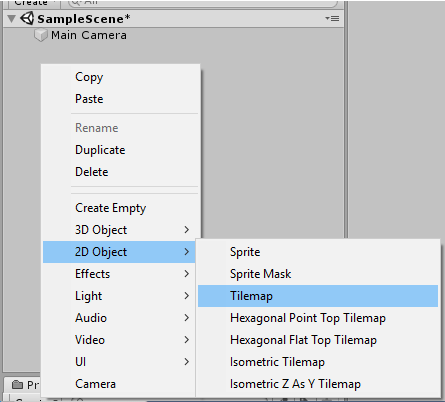 Create
All
SampleScene*
Main Camera
Copy
Paste
Rename
Duplicate
Delete
Create Empty
3D Object
2D Object
Effects
Light
Audio
Video
UI
Camera
Sprite
Sprite Mask
Tilemap
Hexagonal Point Top Tilemap
Hexagonal Flat Top Tilemap
Isometric Tilemap
Isometric Z As Y Tilemap
Pr